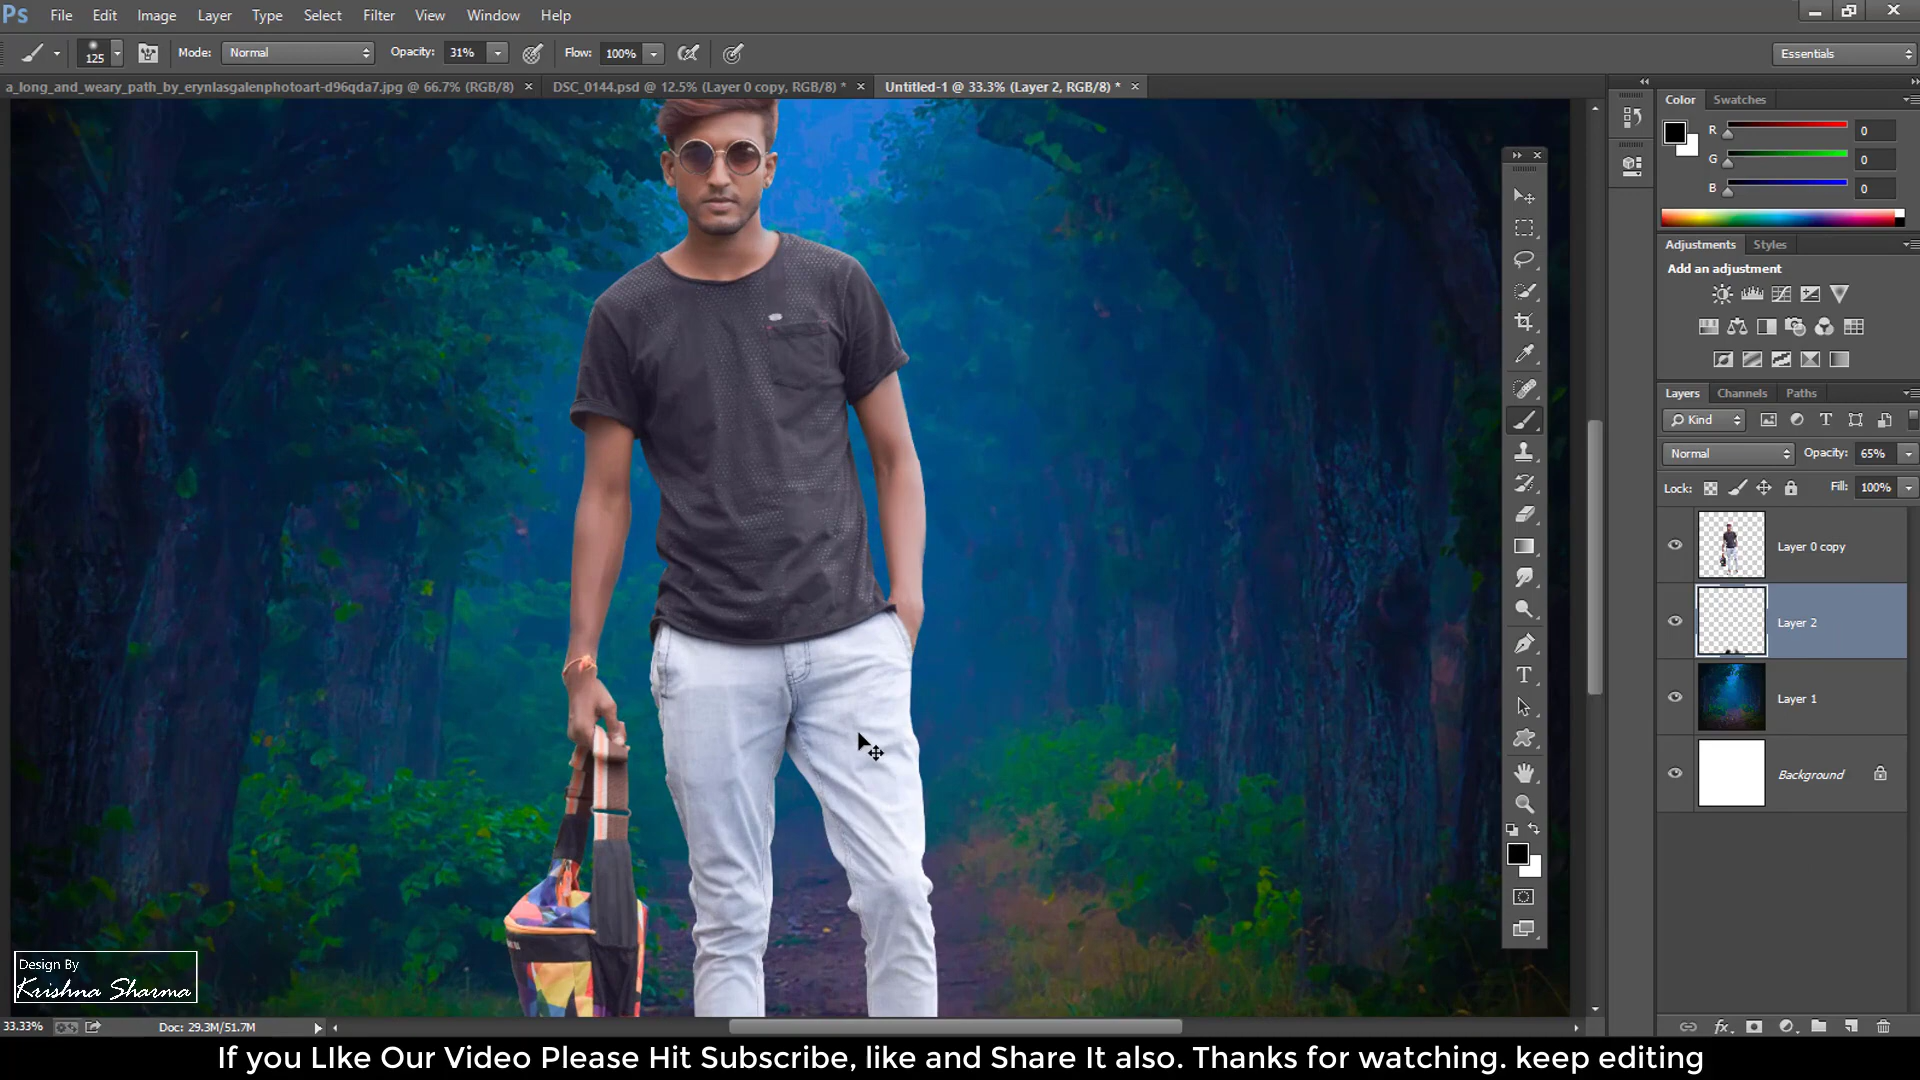 Ps File Edit Image Layer Type Select Filter View Window Help
125 Mode: Normal Opacity: 31% Flow: 100% Essentials
a_long_and_weary_path_by_erynlasgalenphotoart-d96qda7.jpg @ 66.7% (RGB/8) × DSC_0144.psd @ 12.5% (Layer 0 copy, RGB/8) * × Untitled-1 @ 33.3% (Layer 2, RGB/8) * ×
Color Swatches
R 0
G 0
B 0
Adjustments Styles
Add an adjustment
Layers Channels Paths
Kind
Normal Opacity: 65%
Lock: Fill: 100%
Layer 0 copy
Layer 2
Layer 1
Background
Design By
Krishna Sharma
33.33% Doc: 29.3M/51.7M
If you LIke Our Video Please Hit Subscribe, like and Share It also. Thanks for watching. keep editing